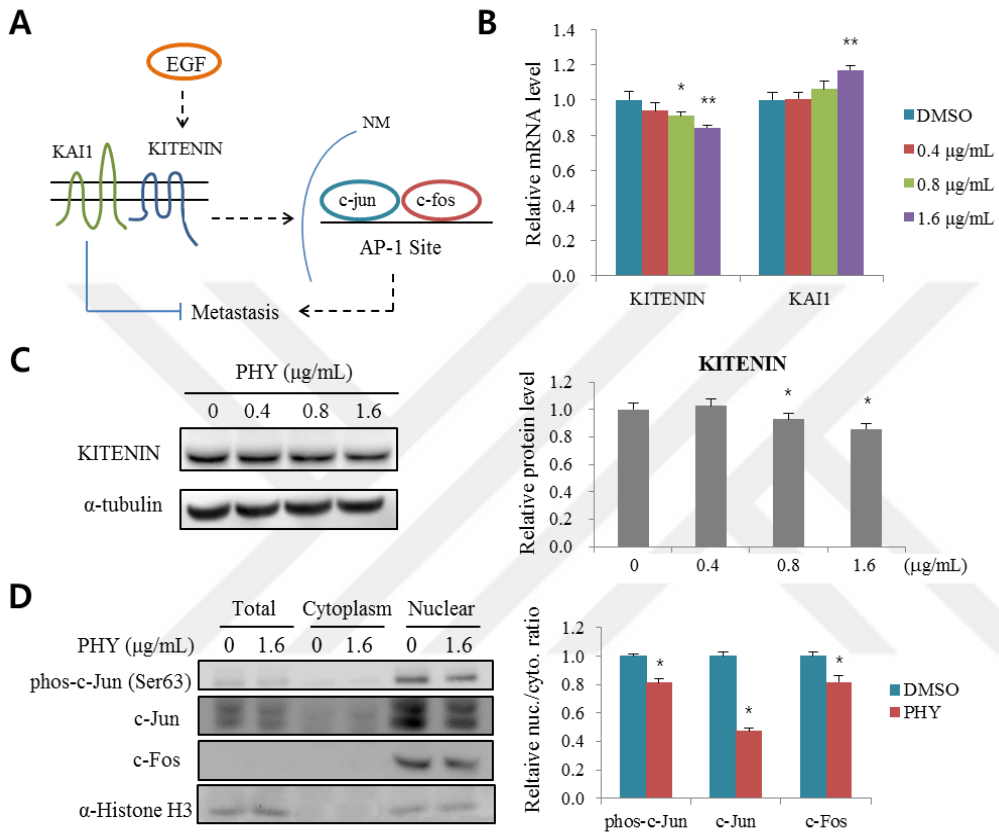 A
EGF
KAI1
KITENIN
NM
c-jun
c-fos
AP-1 Site
Metastasis
B
Relative mRNA level
1.4
1.2
1.0
0.8
0.6
0.4
0.2
0.0
*
**
**
KITENIN
KAI1
DMSO
0.4 μg/mL
0.8 μg/mL
1.6 μg/mL
C
PHY (μg/mL)
0 0.4 0.8 1.6
KITENIN
α-tubulin
KITENIN
Relative protein level
1.2
1.0
0.8
0.6
0.4
0.2
0.0
*
*
0 0.4 0.8 1.6 (μg/mL)
D
Total Cytoplasm Nuclear
PHY (μg/mL) 0 1.6 0 1.6 0 1.6
phos-c-Jun (Ser63)
c-Jun
c-Fos
α-Histone H3
Reltaive nuc./cyto. ratio
1.2
1.0
0.8
0.6
0.4
0.2
0.0
*
*
*
phos-c-Jun c-Jun c-Fos
DMSO
PHY